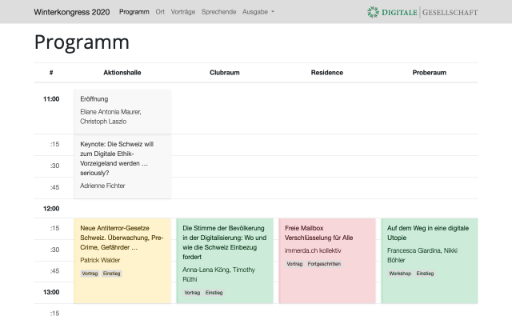 Winterkongress 2020 Programm Ort Vorträge Sprechende Ausgabe DIGITALE GESELLSCHAFT
Programm
# Aktionshalle Clubraum Residence Proberaum
11:00
Eröffnung
Eliane Antonia Maurer,
Christoph Laszlo
:15
Keynote: Die Schweiz will
zum Digitale Ethik-
Vorzeigeland werden ...
seriously?
:30
:45
Adrienne Fichter
12:00
:15
Neue Antiterror-Gesetze
Schweiz. Überwachung, Pre-
Crime, Gefährder ...
Patrick Walder
Vortrag Einstieg
Die Stimme der Bevölkerung
in der Digitalisierung: Wo und
wie die Schweiz Einbezug
fordert
Anna-Lena Köng, Timothy
Rüthi
Vortrag Einstieg
Freie Mailbox
Verschlüsselung für Alle
immerda.ch kollektiv
Vortrag Fortgeschritten
Auf dem Weg in eine digitale
Utopie
Francesca Giardina, Nikki
Böhler
Workshop Einstieg
:30
:45
13:00
:15